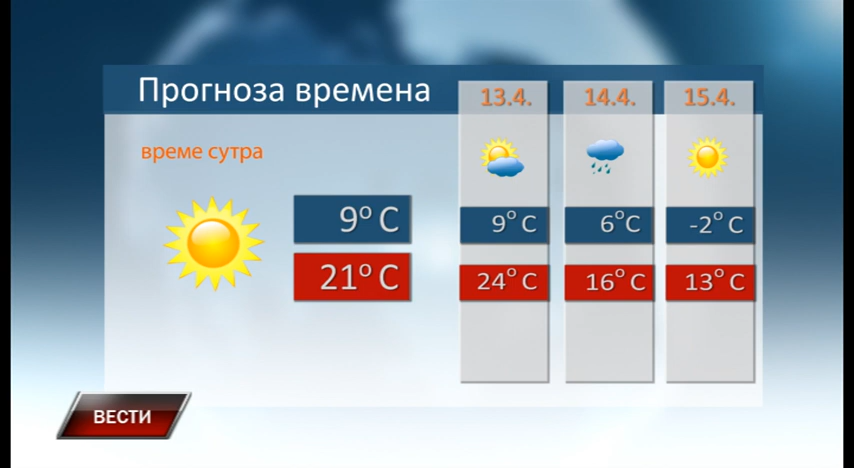 Прогноза времена
време сутра
9° C
21° C
13.4.
9° C
24° C
14.4.
6°C
16° C
15.4.
-2° C
13° C
ВЕСТИ